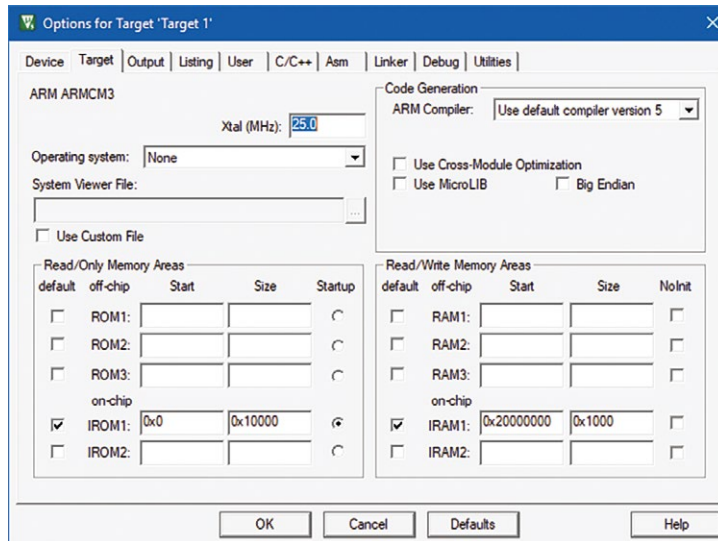 Options for Target 'Target 1'
Device Target Output Listing User C/C++ Asm Linker Debug Utilities
ARM ARMCM3
Xtal (MHz): 25.0
Operating system: None
System Viewer File:
...
Use Custom File
Code Generation
ARM Compiler: Use default compiler version 5
Use Cross-Module Optimization
Use MicroLIB Big Endian
Read/Only Memory Areas
default off-chip Start Size Startup
ROM1:
ROM2:
ROM3:
on-chip
IROM1: 0x0 0x10000
IROM2:
Read/Write Memory Areas
default off-chip Start Size NoInit
RAM1:
RAM2:
RAM3:
on-chip
IRAM1: 0x20000000 0x1000
IRAM2:
OK Cancel Defaults Help